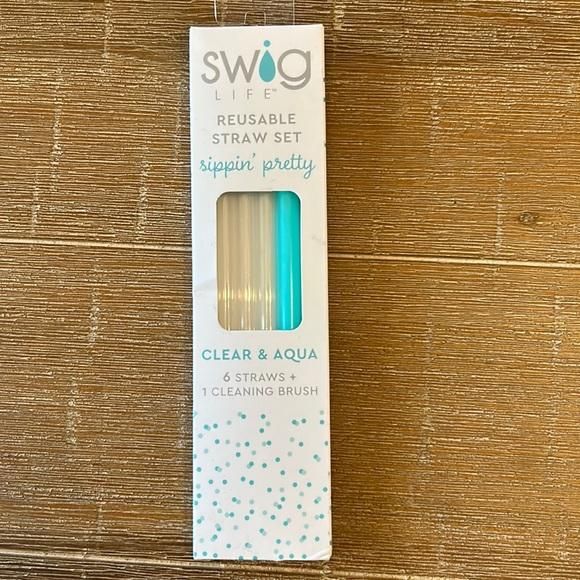 swig
LIFE™
REUSABLE
STRAW SET
sippin' pretty
CLEAR & AQUA
6 STRAWS +
1 CLEANING BRUSH